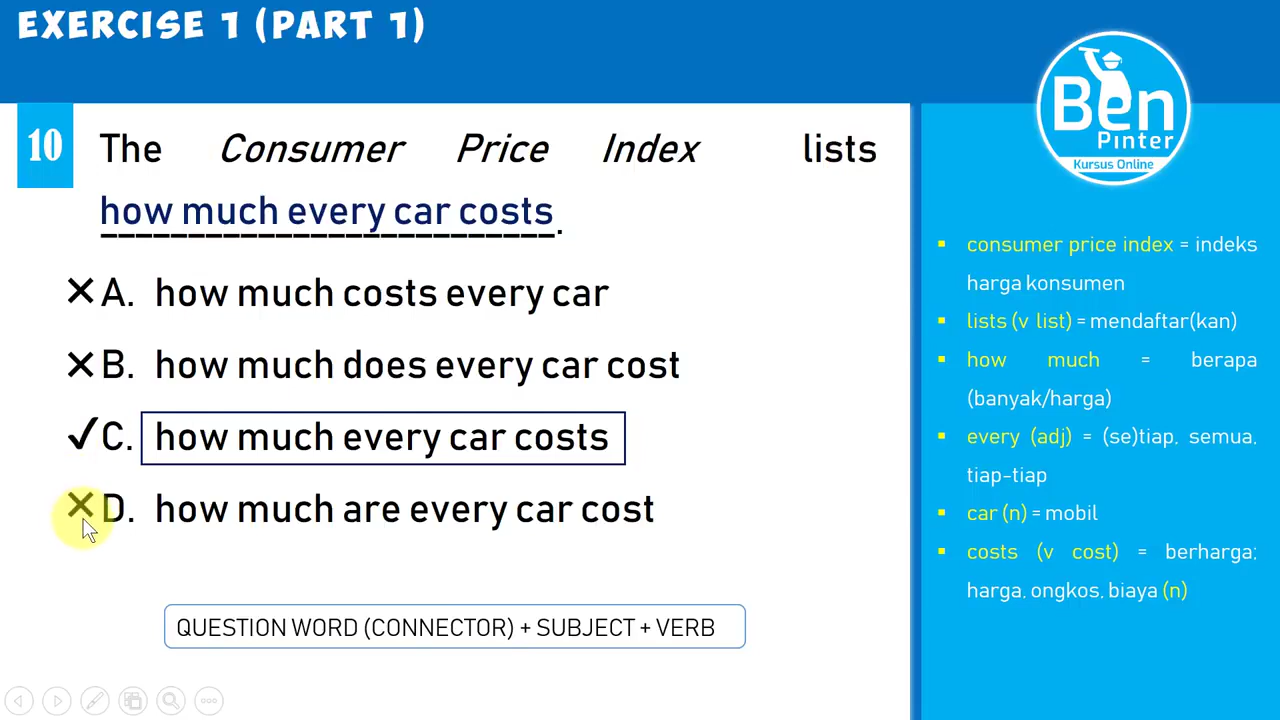 EXERCISE 1 (PART 1)
10
The Consumer Price Index lists
how much every car costs.
A. how much costs every car
B. how much does every car cost
C. how much every car costs
D. how much are every car cost
QUESTION WORD (CONNECTOR) + SUBJECT + VERB
Ben
Pinter
Kursus Online
▪ consumer price index = indeks
harga konsumen
▪ lists (v list) = mendaftar(kan)
▪ how much = berapa
(banyak/harga)
▪ every (adj) = (se)tiap, semua,
tiap-tiap
▪ car (n) = mobil
▪ costs (v cost) = berharga;
harga, ongkos, biaya (n)